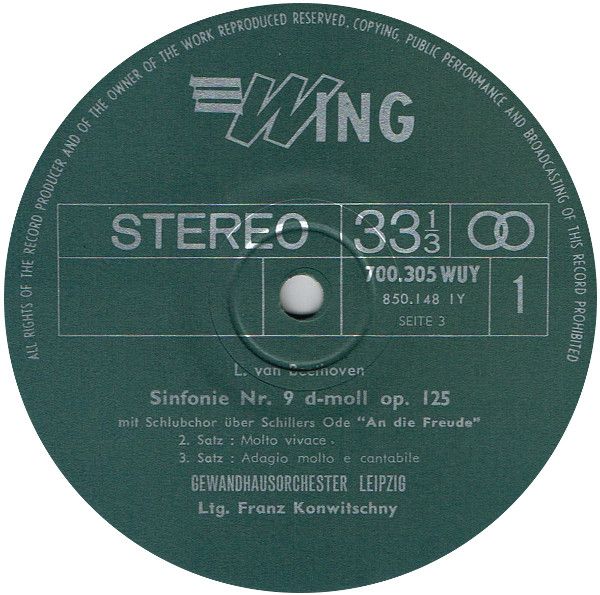 ALL RIGHTS OF THE RECORD PRODUCER AND OF THE OWNER OF THE WORK REPRODUCED RESERVED. COPYING, PUBLIC PERFORMANCE AND BROADCASTING OF THIS RECORD PROHIBITED
WING
STEREO 33 1/3
700.305 WUY
850.148 IY
SEITE 3
1
L. van Beethoven
Sinfonie Nr. 9 d-moll op. 125
mit Schlubchor über Schillers Ode "An die Freude"
2. Satz : Molto vivace
3. Satz : Adagio molto e cantabile
GEWANDHAUSORCHESTER LEIPZIG
Ltg. Franz Konwitschny